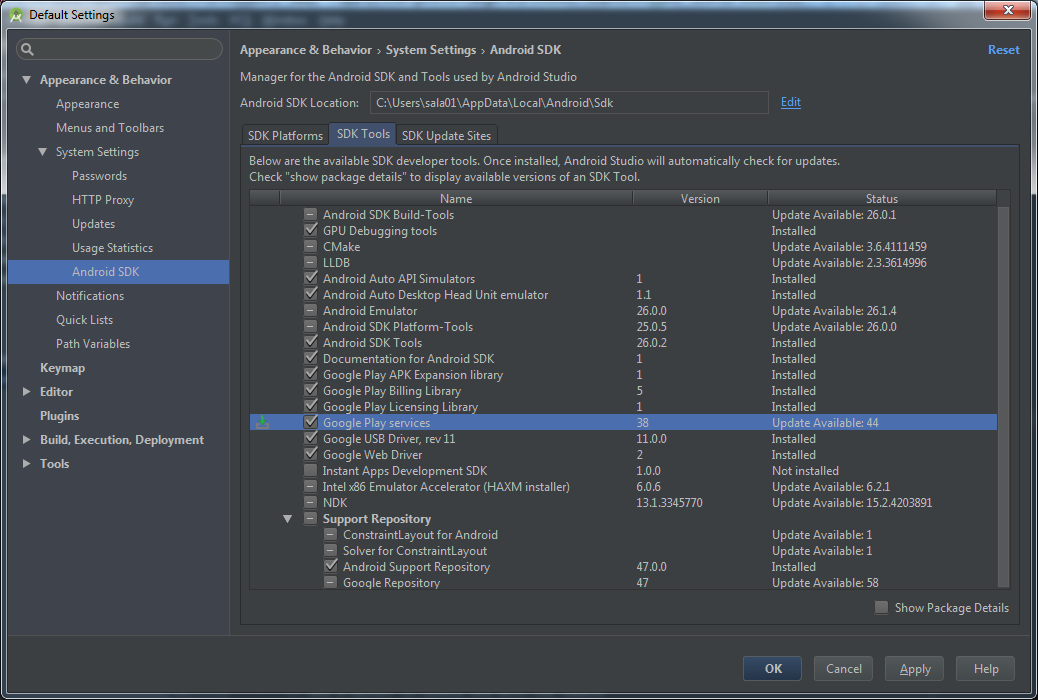 Default Settings
Appearance & Behavior › System Settings › Android SDK
Reset
Manager for the Android SDK and Tools used by Android Studio
Android SDK Location: C:\Users\sala01\AppData\Local\Android\Sdk Edit
Appearance & Behavior
Appearance
Menus and Toolbars
System Settings
Passwords
HTTP Proxy
Updates
Usage Statistics
Android SDK
Notifications
Quick Lists
Path Variables
Keymap
Editor
Plugins
Build, Execution, Deployment
Tools
SDK Platforms SDK Tools SDK Update Sites
Below are the available SDK developer tools. Once installed, Android Studio will automatically check for updates.
Check "show package details" to display available versions of an SDK Tool.
Name Version Status
Android SDK Build-Tools Update Available: 26.0.1
GPU Debugging tools Installed
CMake Update Available: 3.6.4111459
LLDB Update Available: 2.3.3614996
Android Auto API Simulators 1 Installed
Android Auto Desktop Head Unit emulator 1.1 Installed
Android Emulator 26.0.0 Update Available: 26.1.4
Android SDK Platform-Tools 25.0.5 Update Available: 26.0.0
Android SDK Tools 26.0.2 Installed
Documentation for Android SDK 1 Installed
Google Play APK Expansion library 1 Installed
Google Play Billing Library 5 Installed
Google Play Licensing Library 1 Installed
Google Play services 38 Update Available: 44
Google USB Driver, rev 11 11.0.0 Installed
Google Web Driver 2 Installed
Instant Apps Development SDK 1.0.0 Not installed
Intel x86 Emulator Accelerator (HAXM installer) 6.0.6 Update Available: 6.2.1
NDK 13.1.3345770 Update Available: 15.2.4203891
Support Repository
ConstraintLayout for Android Update Available: 1
Solver for ConstraintLayout Update Available: 1
Android Support Repository 47.0.0 Installed
Google Repository 47 Update Available: 58
Show Package Details
OK Cancel Apply Help